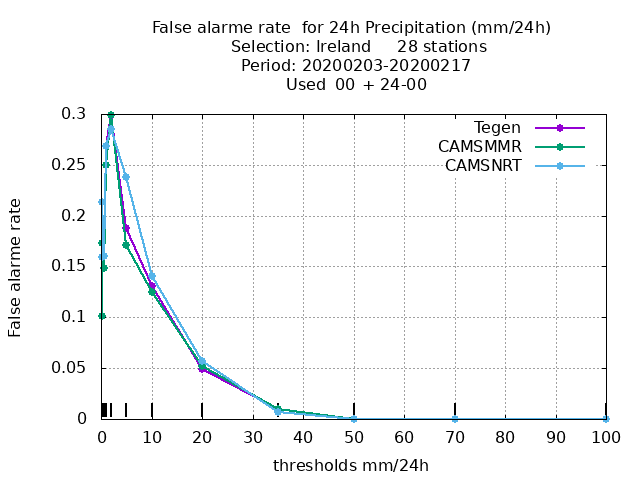 False alarme rate  for 24h Precipitation (mm/24h)
Selection: Ireland     28 stations
Period: 20200203-20200217
Used  00  + 24-00
Tegen
CAMSMMR
CAMSNRT
0.3
0.25
0.2
0.15
0.1
0.05
0
False alarme rate
0 10 20 30 40 50 60 70 80 90 100
thresholds mm/24h